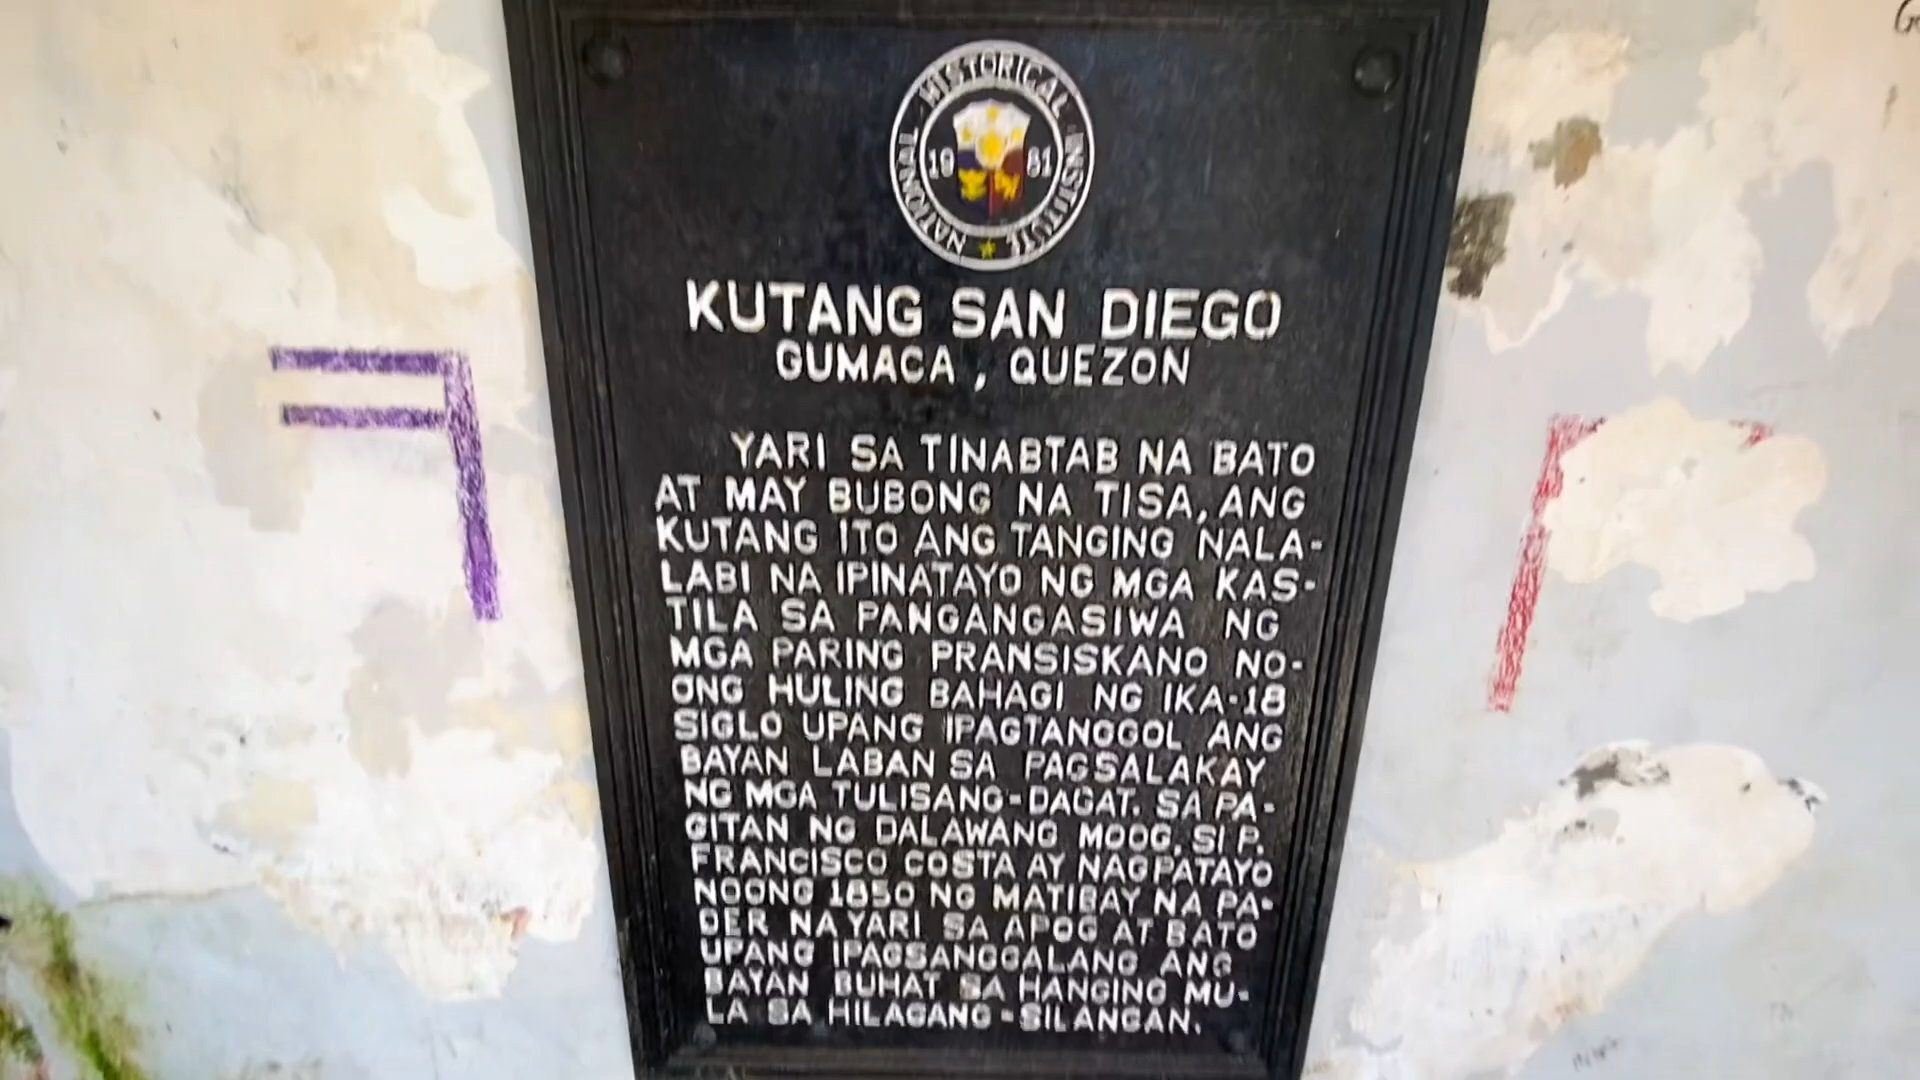 NATIONAL HISTORICAL INSTITUTE
1981
KUTANG SAN DIEGO
GUMACA, QUEZON
YARI SA TINABTAB NA BATO
AT MAY BUBONG NA TISA, ANG
KUTANG ITO ANG TANGING NALA-
LABI NA IPINATAYO NG MGA KAS-
TILA SA PANGANGASIWA NG
MGA PARING PRANSISKANO NO-
ONG HULING BAHAGI NG IKA-18
SIGLO UPANG IPAGTANGGOL ANG
BAYAN LABAN SA PAGSALAKAY
NG MGA TULISANG-DAGAT. SA PA-
GITAN NG DALAWANG MOOG, SI P.
FRANCISCO COSTA AY NAGPATAYO
NOONG 1850 NG MATIBAY NA PA-
DER NA YARI SA APOG AT BATO
UPANG IPAGSANGGALANG ANG
BAYAN BUHAT SA HANGING MU-
LA SA HILAGANG-SILANGAN.